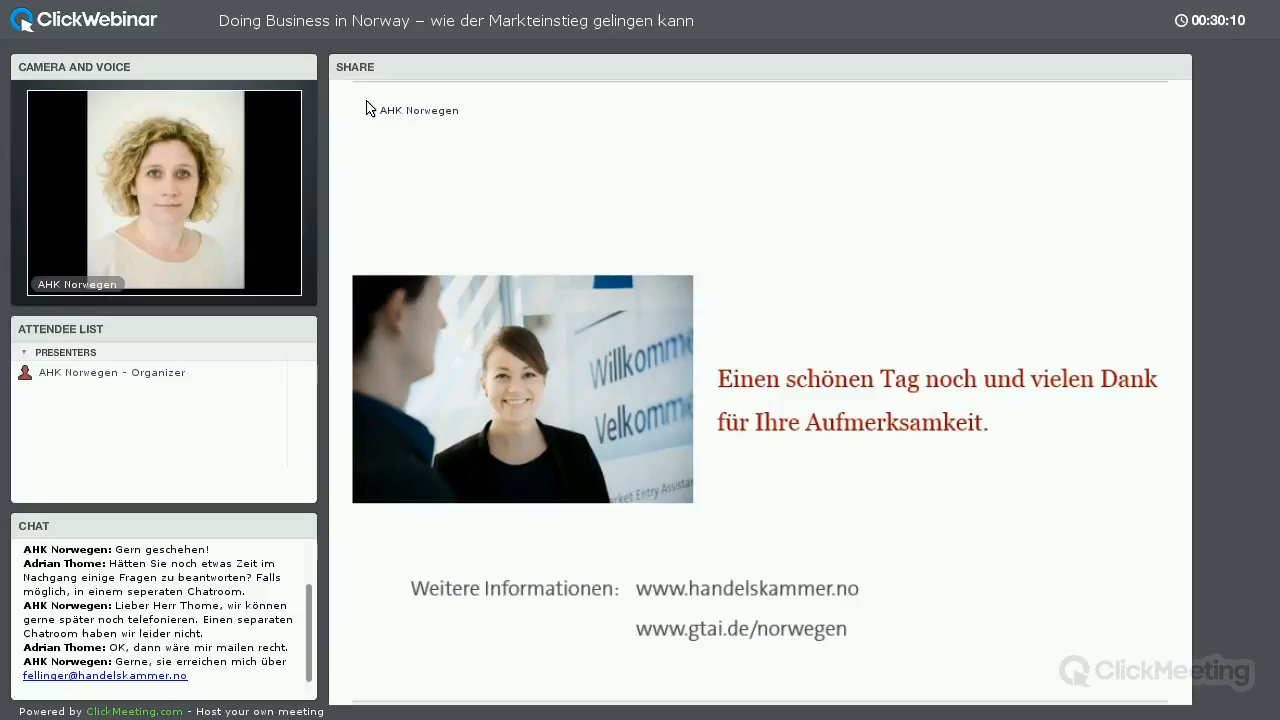 ClickWebinar
Doing Business in Norway – wie der Markteinstieg gelingen kann
00:30:10
CAMERA AND VOICE
AHK Norwegen
ATTENDEE LIST
PRESENTERS
AHK Norwegen - Organizer
CHAT
AHK Norwegen: Gern geschehen!
Adrian Thome: Hätten Sie noch etwas Zeit im
Nachgang einige Fragen zu beantworten? Falls
möglich, in einem seperaten Chatroom.
AHK Norwegen: Lieber Herr Thome, wir können
gerne später noch telefonieren. Einen separaten
Chatroom haben wir leider nicht.
Adrian Thome: OK, dann wäre mir mailen recht.
AHK Norwegen: Gerne, sie erreichen mich über
fellinger@handelskammer.no
Powered by ClickMeeting.com - Host your own meeting
SHARE
AHK Norwegen
Willkomme
Velkomme
rket Entry Assista
Einen schönen Tag noch und vielen Dank
für Ihre Aufmerksamkeit.
Weitere Informationen: www.handelskammer.no
www.gtai.de/norwegen
ClickMeeting